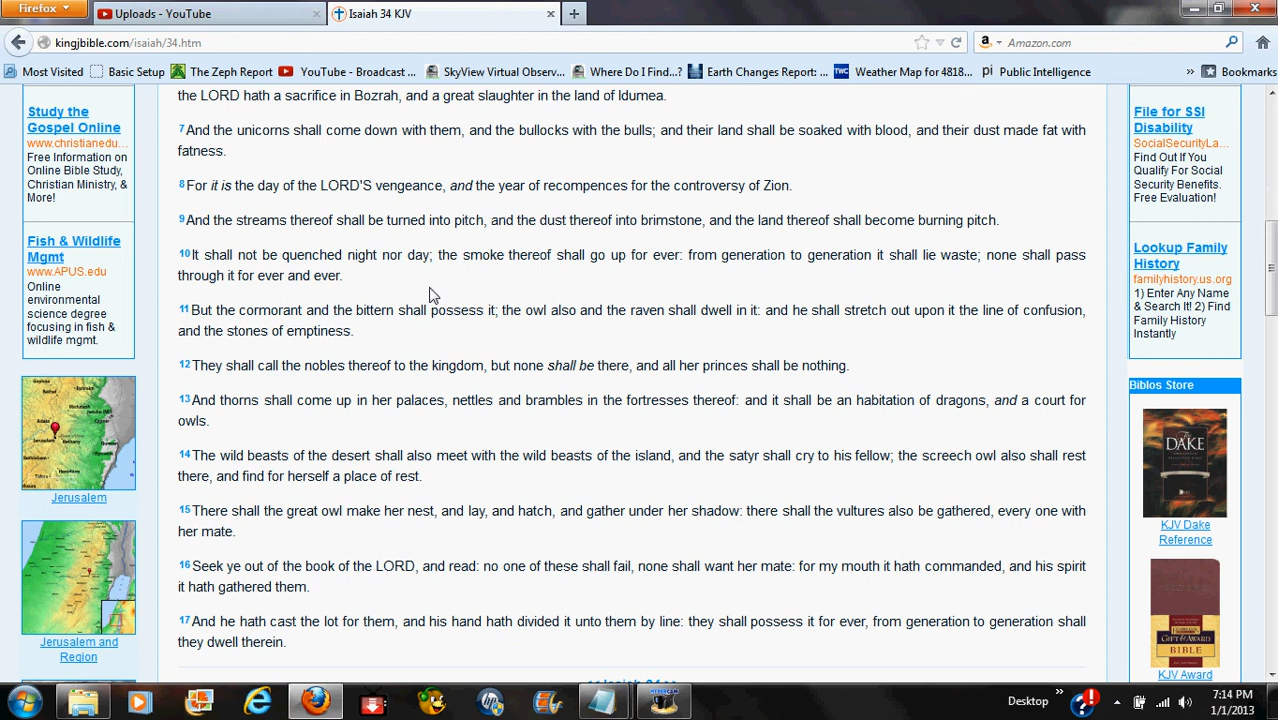 Firefox
Uploads - YouTube
Isaiah 34 KJV
kingjbible.com/isaiah/34.htm
Amazon.com
Most Visited
Basic Setup
The Zeph Report
YouTube - Broadcast ...
SkyView Virtual Observ...
Where Do I Find...?
Earth Changes Report: ...
TWC
Weather Map for 4818...
pi Public Intelligence
»
Bookmarks
Study the
Gospel Online
www.christianedu...
Free Information on
Online Bible Study,
Christian Ministry, &
More!
Fish & Wildlife
Mgmt
www.APUS.edu
Online
environmental
science degree
focusing in fish &
wildlife mgmt.
Jerusalem
Jerusalem and
Region
the LORD hath a sacrifice in Bozrah, and a great slaughter in the land of Idumea.
7 And the unicorns shall come down with them, and the bullocks with the bulls; and their land shall be soaked with blood, and their dust made fat with
fatness.
8 For it is the day of the LORD'S vengeance, and the year of recompences for the controversy of Zion.
9 And the streams thereof shall be turned into pitch, and the dust thereof into brimstone, and the land thereof shall become burning pitch.
10 It shall not be quenched night nor day; the smoke thereof shall go up for ever: from generation to generation it shall lie waste; none shall pass
through it for ever and ever.
11 But the cormorant and the bittern shall possess it; the owl also and the raven shall dwell in it: and he shall stretch out upon it the line of confusion,
and the stones of emptiness.
12 They shall call the nobles thereof to the kingdom, but none shall be there, and all her princes shall be nothing.
13 And thorns shall come up in her palaces, nettles and brambles in the fortresses thereof: and it shall be an habitation of dragons, and a court for
owls.
14 The wild beasts of the desert shall also meet with the wild beasts of the island, and the satyr shall cry to his fellow; the screech owl also shall rest
there, and find for herself a place of rest.
15 There shall the great owl make her nest, and lay, and hatch, and gather under her shadow: there shall the vultures also be gathered, every one with
her mate.
16 Seek ye out of the book of the LORD, and read: no one of these shall fail, none shall want her mate: for my mouth it hath commanded, and his spirit
it hath gathered them.
17 And he hath cast the lot for them, and his hand hath divided it unto them by line: they shall possess it for ever, from generation to generation shall
they dwell therein.
File for SSI
Disability
SocialSecurityLa...
Find Out If You
Qualify For Social
Security Benefits.
Free Evaluation!
Lookup Family
History
familyhistory.us.org
1) Enter Any Name
& Search It! 2) Find
Family History
Instantly
Biblos Store
THE
DAKE
KJV Dake
Reference
GIFT & AWARD
BIBLE
KJV Award
Desktop
»
7:14 PM
1/1/2013